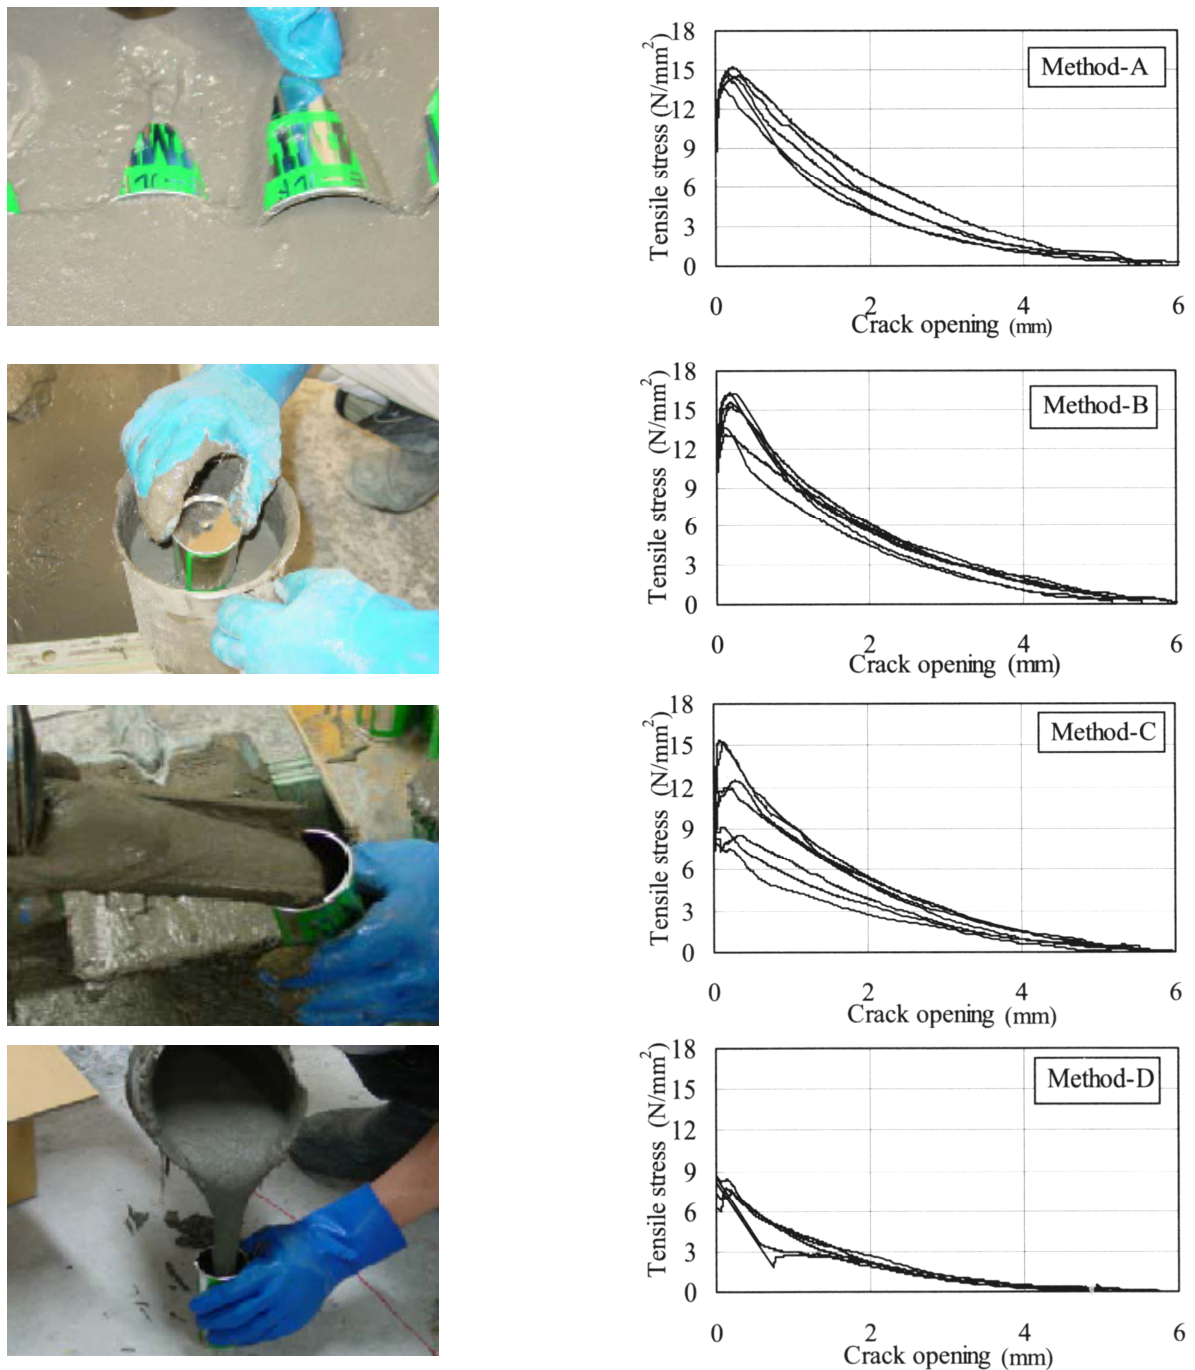 18
15
12
9
6
3
0
Tensile stress (N/mm²)
Method-A
0 2 4 6
Crack opening (mm)
18
15
12
9
6
3
0
Tensile stress (N/mm²)
Method-B
0 2 4 6
Crack opening (mm)
18
15
12
9
6
3
0
Tensile stress (N/mm²)
Method-C
0 2 4 6
Crack opening (mm)
18
15
12
9
6
3
0
Tensile stress (N/mm²)
Method-D
0 2 4 6
Crack opening (mm)